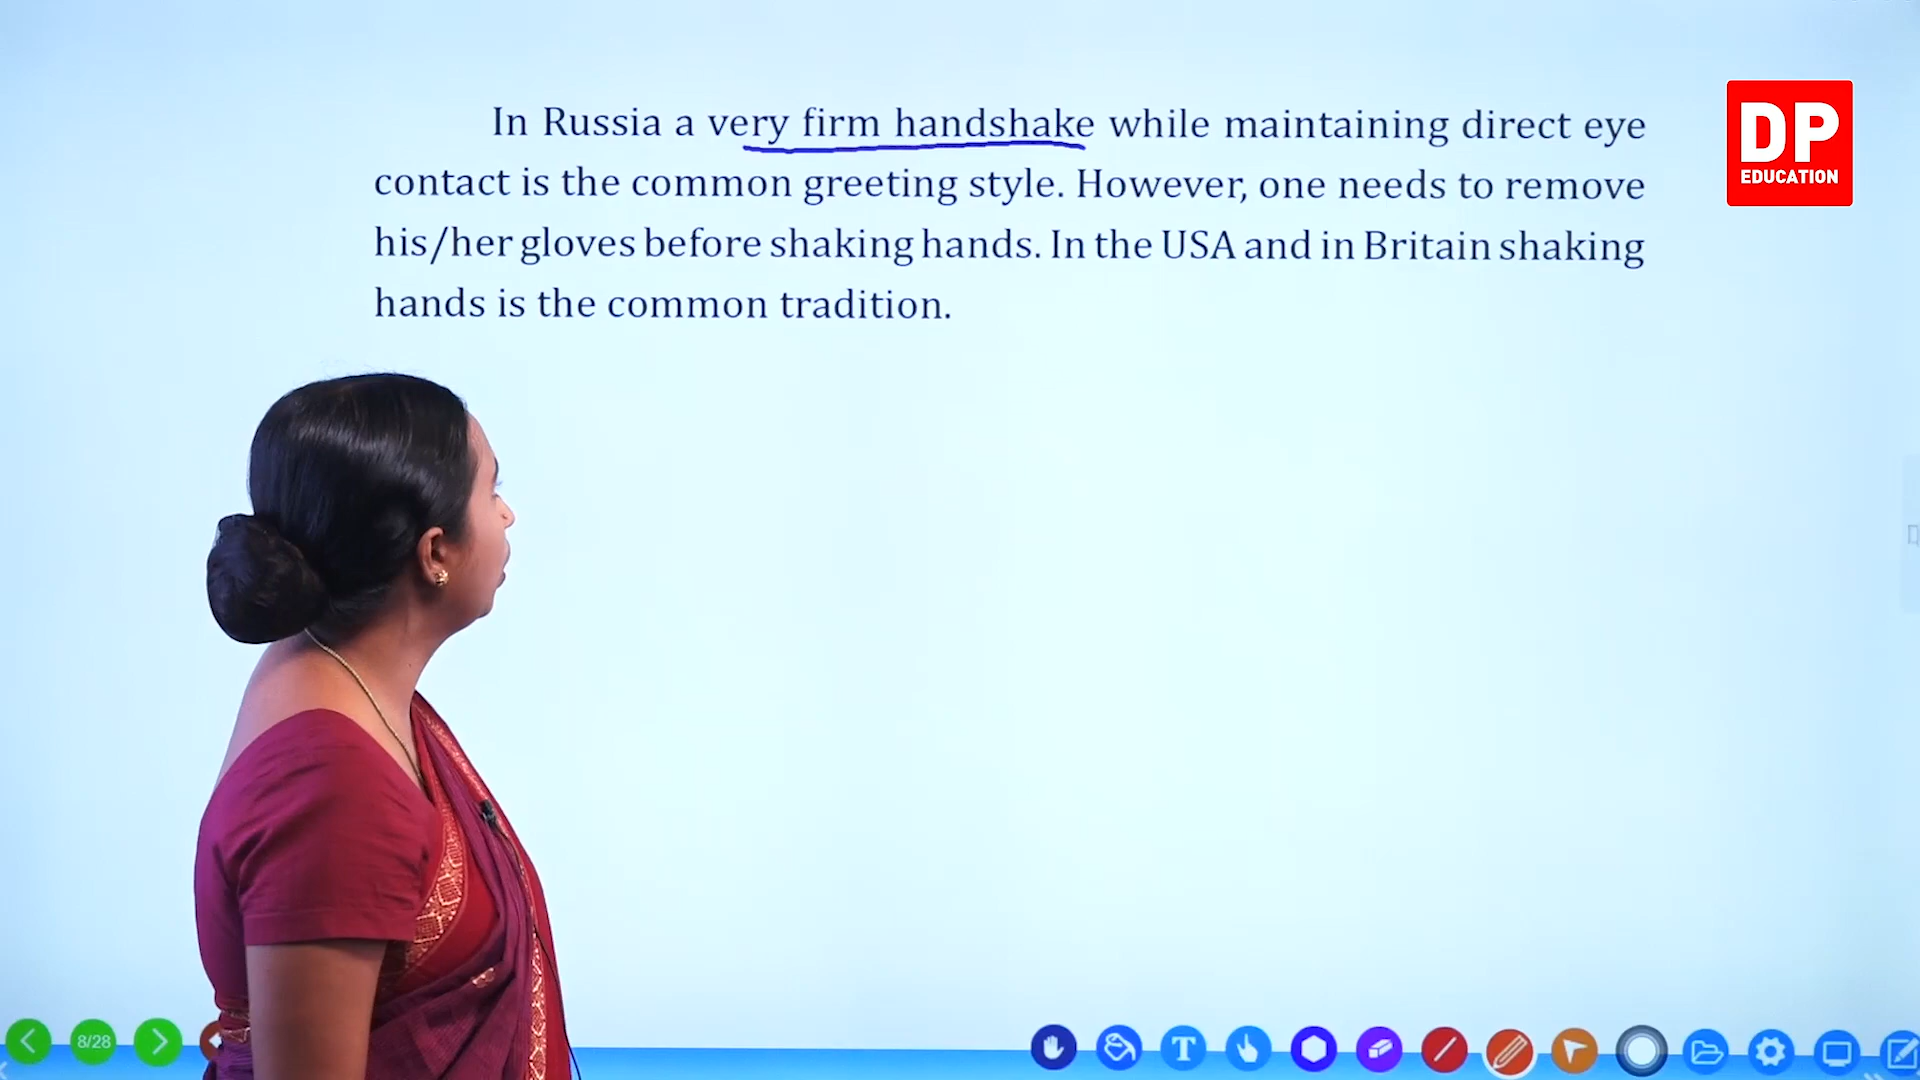 In Russia a very firm handshake while maintaining direct eye
contact is the common greeting style. However, one needs to remove
his/her gloves before shaking hands. In the USA and in Britain shaking
hands is the common tradition.
DP
EDUCATION
8/28
T